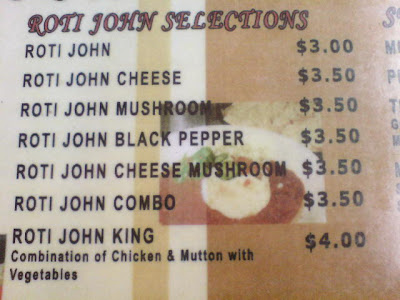 ROTI JOHN SELECTIONS
ROTI JOHN $3.00
ROTI JOHN CHEESE $3.50
ROTI JOHN MUSHROOM $3.50
ROTI JOHN BLACK PEPPER $3.50
ROTI JOHN CHEESE MUSHROOM $3.50
ROTI JOHN COMBO $3.50
ROTI JOHN KING $4.00
Combination of Chicken & Mutton with
Vegetables